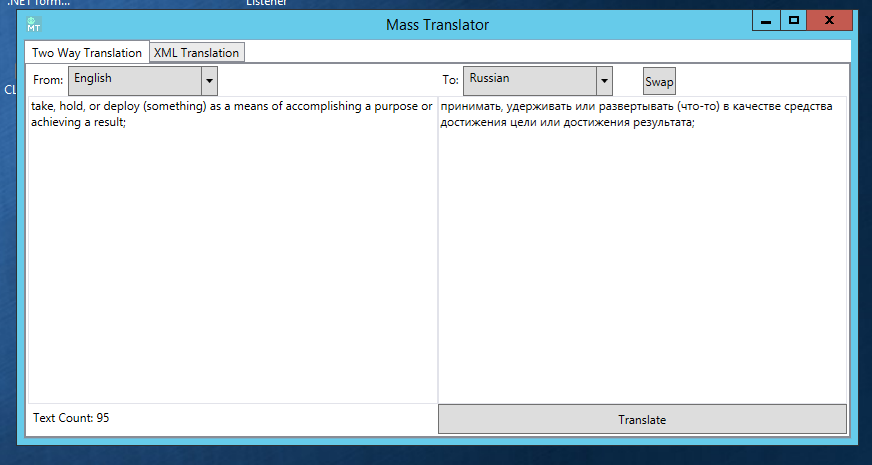 .NET form...
Listener
MT
Mass Translator
Two Way Translation
XML Translation
From: English
To: Russian
Swap
CL
take, hold, or deploy (something) as a means of accomplishing a purpose or
achieving a result;
принимать, удерживать или развертывать (что-то) в качестве средства
достижения цели или достижения результата;
Text Count: 95
Translate